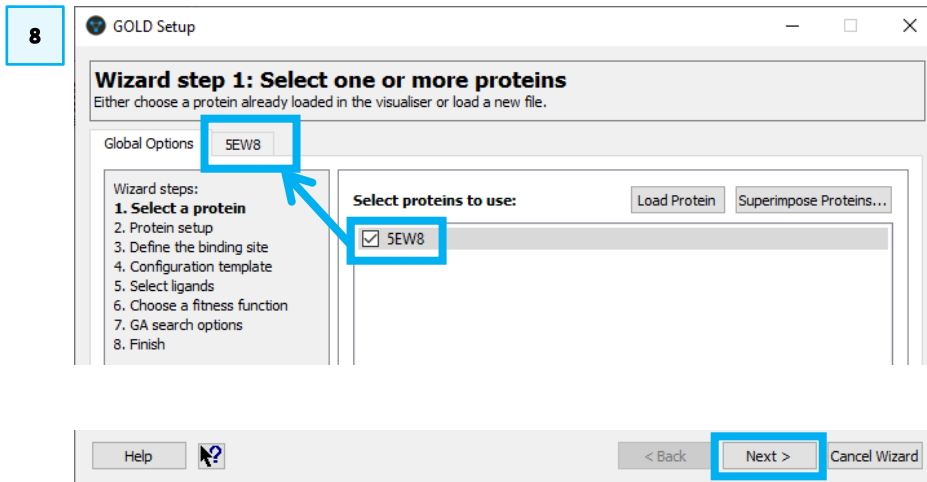 8
GOLD Setup
Wizard step 1: Select one or more proteins
Either choose a protein already loaded in the visualiser or load a new file.
Global Options
5EW8
Wizard steps:
1. Select a protein
2. Protein setup
3. Define the binding site
4. Configuration template
5. Select ligands
6. Choose a fitness function
7. GA search options
8. Finish
Select proteins to use:
Load Protein
Superimpose Proteins...
5EW8
Help
?
< Back
Next >
Cancel Wizard